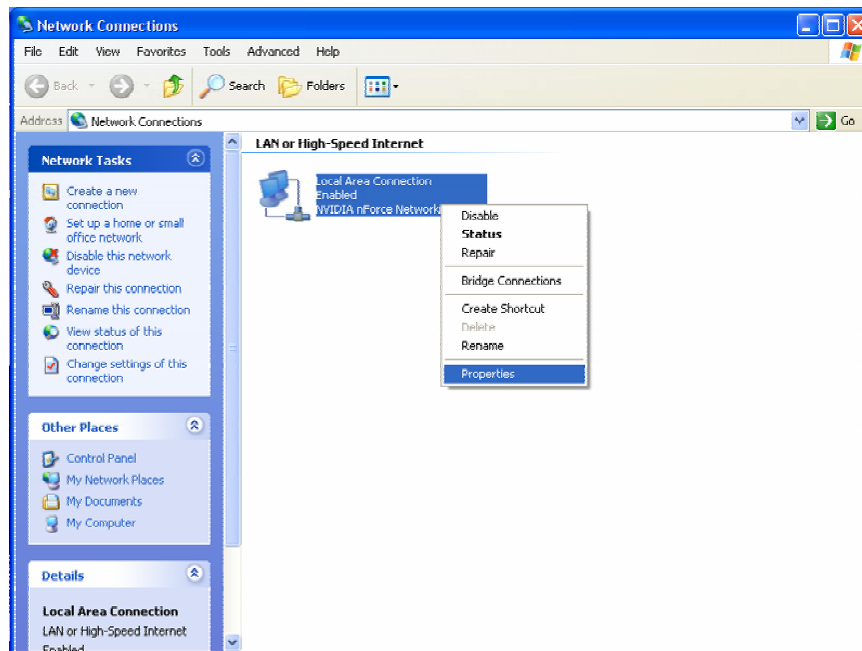 Network Connections
File Edit View Favorites Tools Advanced Help
Back Search Folders
Address Network Connections Go
Network Tasks
Create a new
connection
Set up a home or small
office network
Disable this network
device
Repair this connection
Rename this connection
View status of this
connection
Change settings of this
connection
Other Places
Control Panel
My Network Places
My Documents
My Computer
Details
Local Area Connection
LAN or High-Speed Internet
Enabled
LAN or High-Speed Internet
Local Area Connection
Enabled
NVIDIA nForce Network
Disable
Status
Repair
Bridge Connections
Create Shortcut
Delete
Rename
Properties